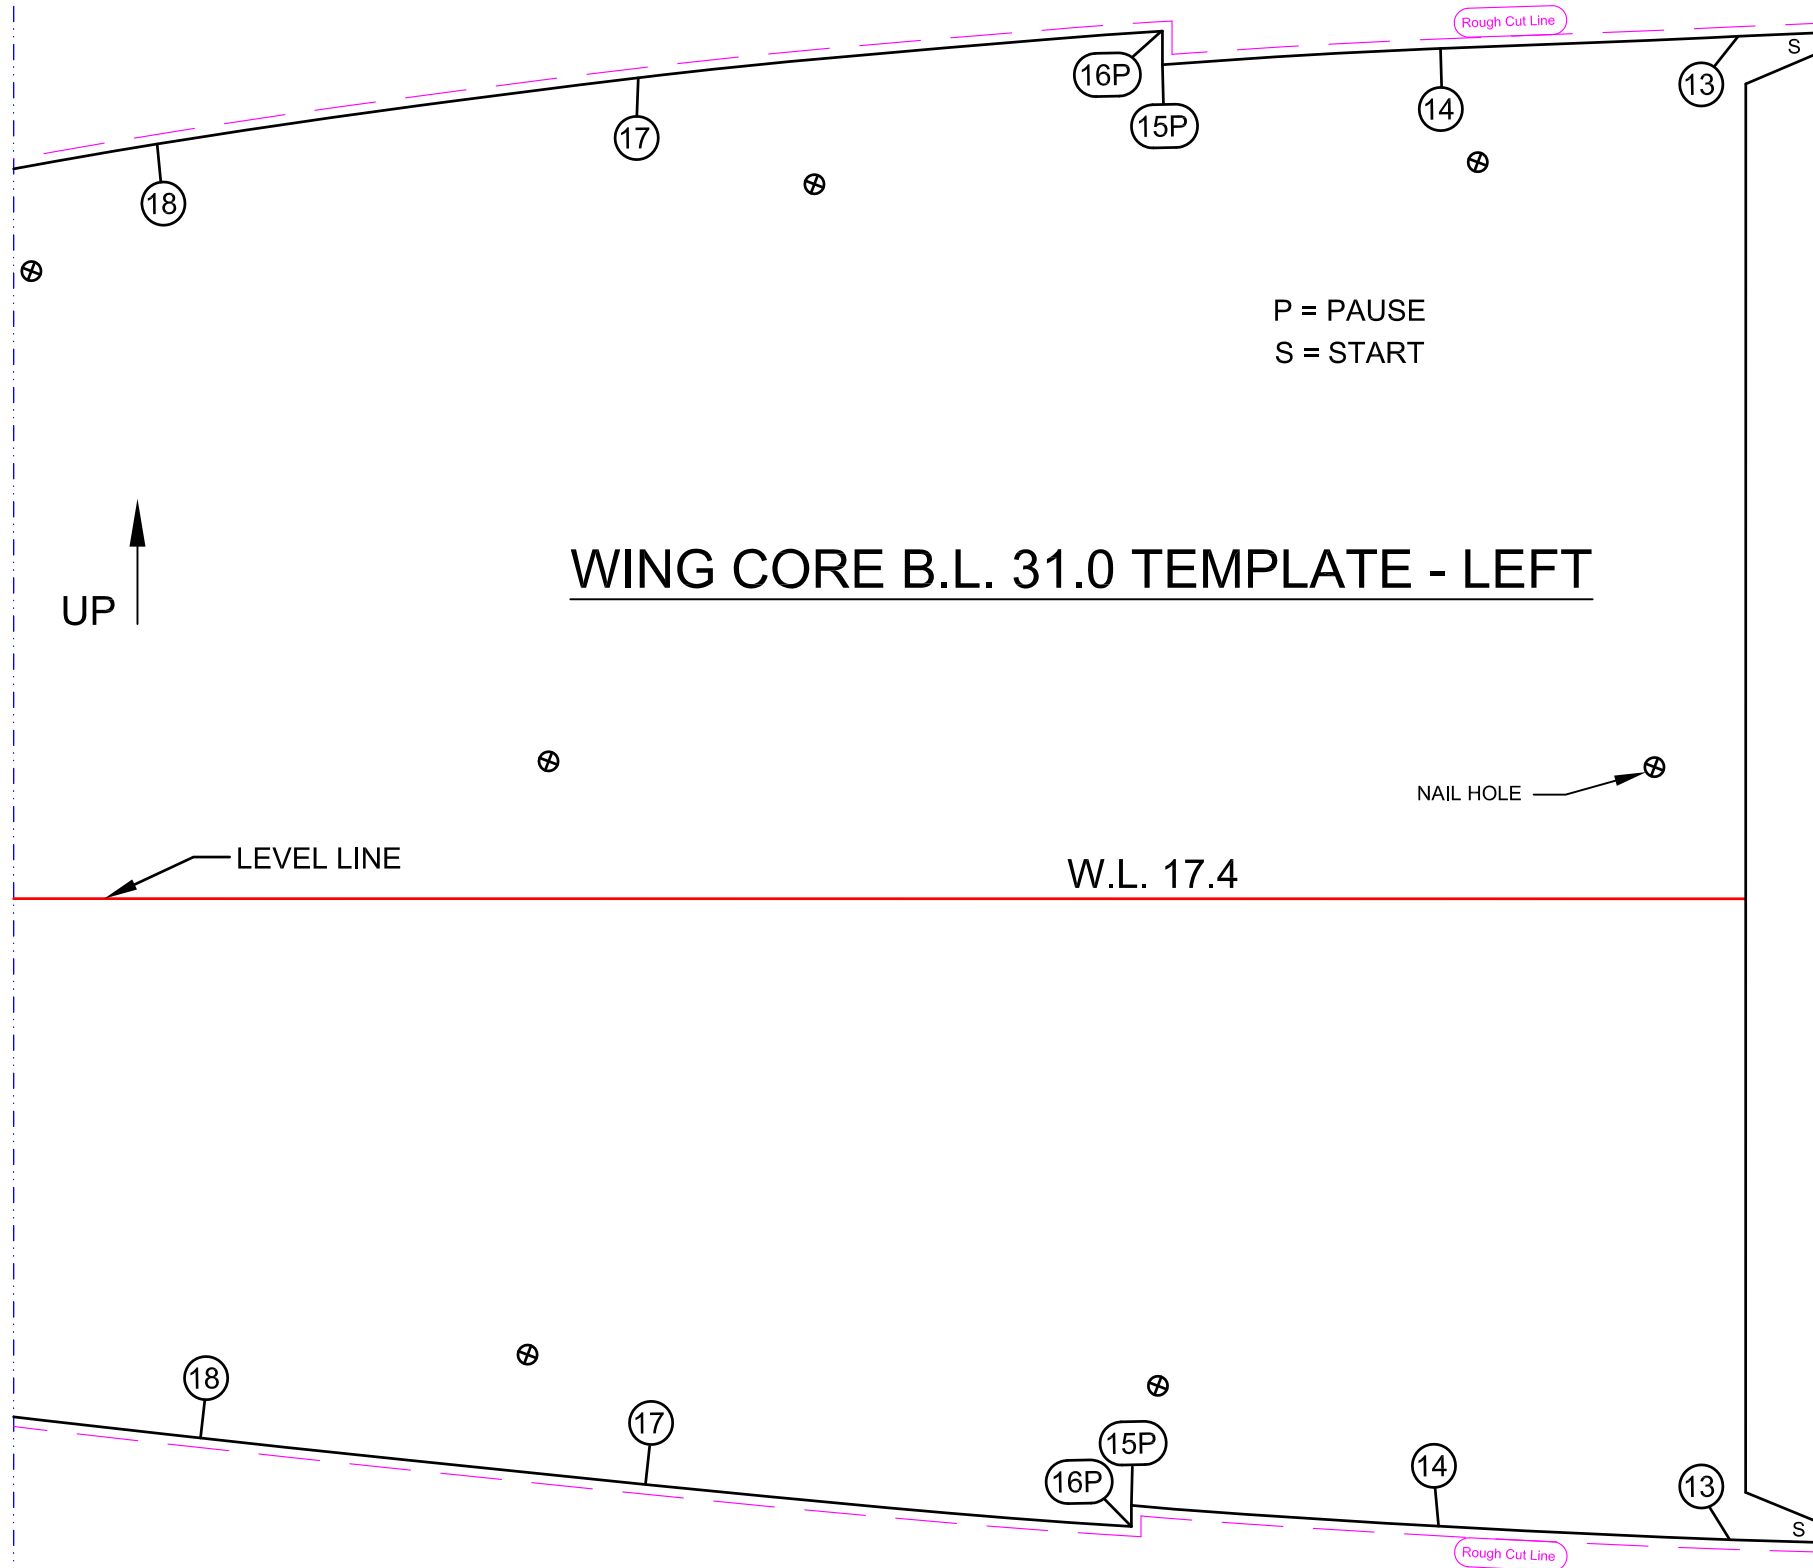 Rough Cut Line
S
16P
13
14
15P
17
18
P = PAUSE
S = START
WING CORE B.L. 31.0 TEMPLATE - LEFT
UP
NAIL HOLE
LEVEL LINE
W.L. 17.4
18
17
15P
16P
14
13
S
Rough Cut Line